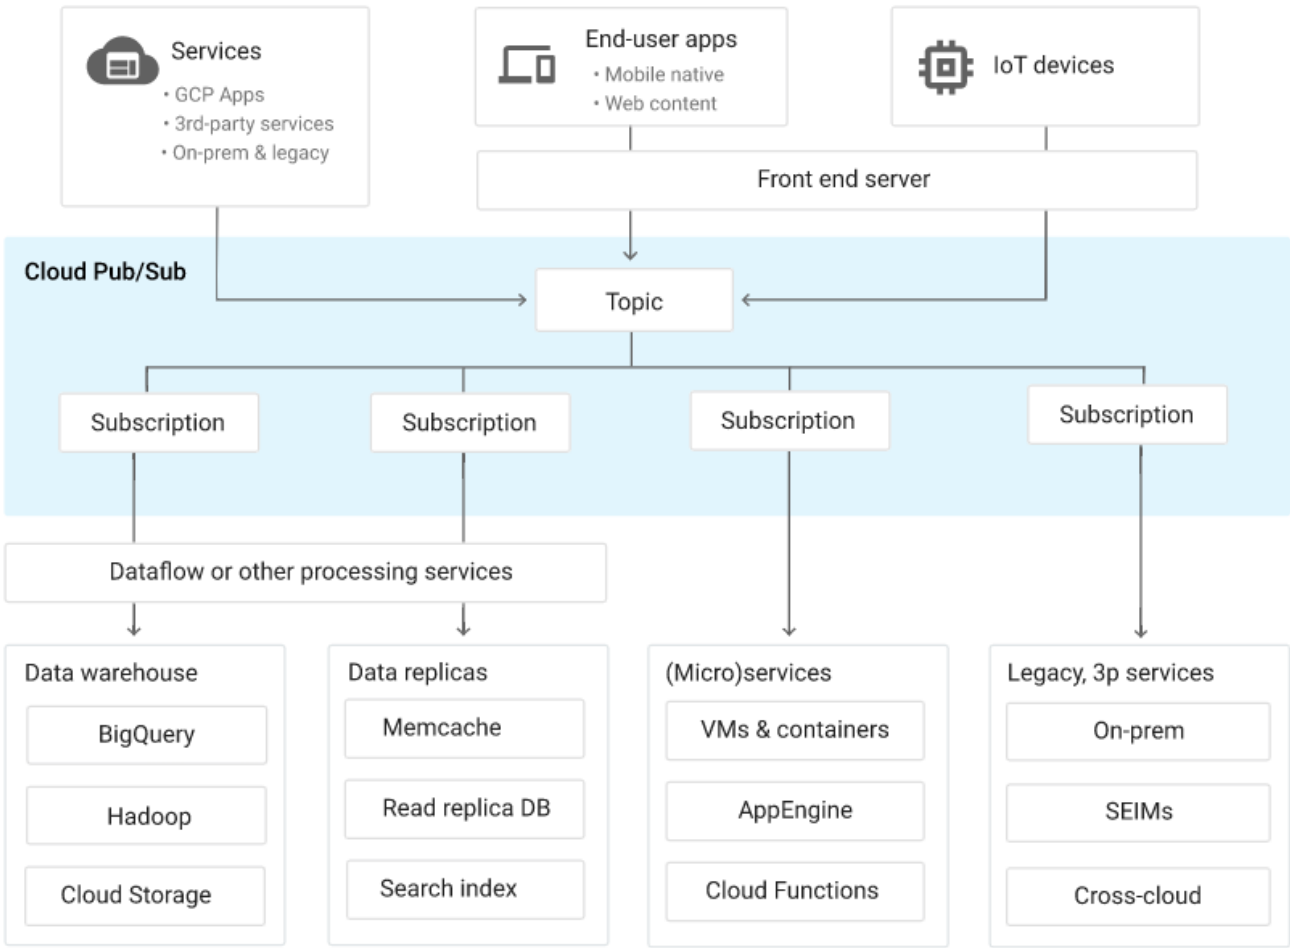 Services
• GCP Apps
• 3rd-party services
• On-prem & legacy
End-user apps
• Mobile native
• Web content
IoT devices
Front end server
Cloud Pub/Sub
Topic
Subscription
Subscription
Subscription
Subscription
Dataflow or other processing services
Data warehouse
BigQuery
Hadoop
Cloud Storage
Data replicas
Memcache
Read replica DB
Search index
(Micro)services
VMs & containers
AppEngine
Cloud Functions
Legacy, 3p services
On-prem
SEIMs
Cross-cloud